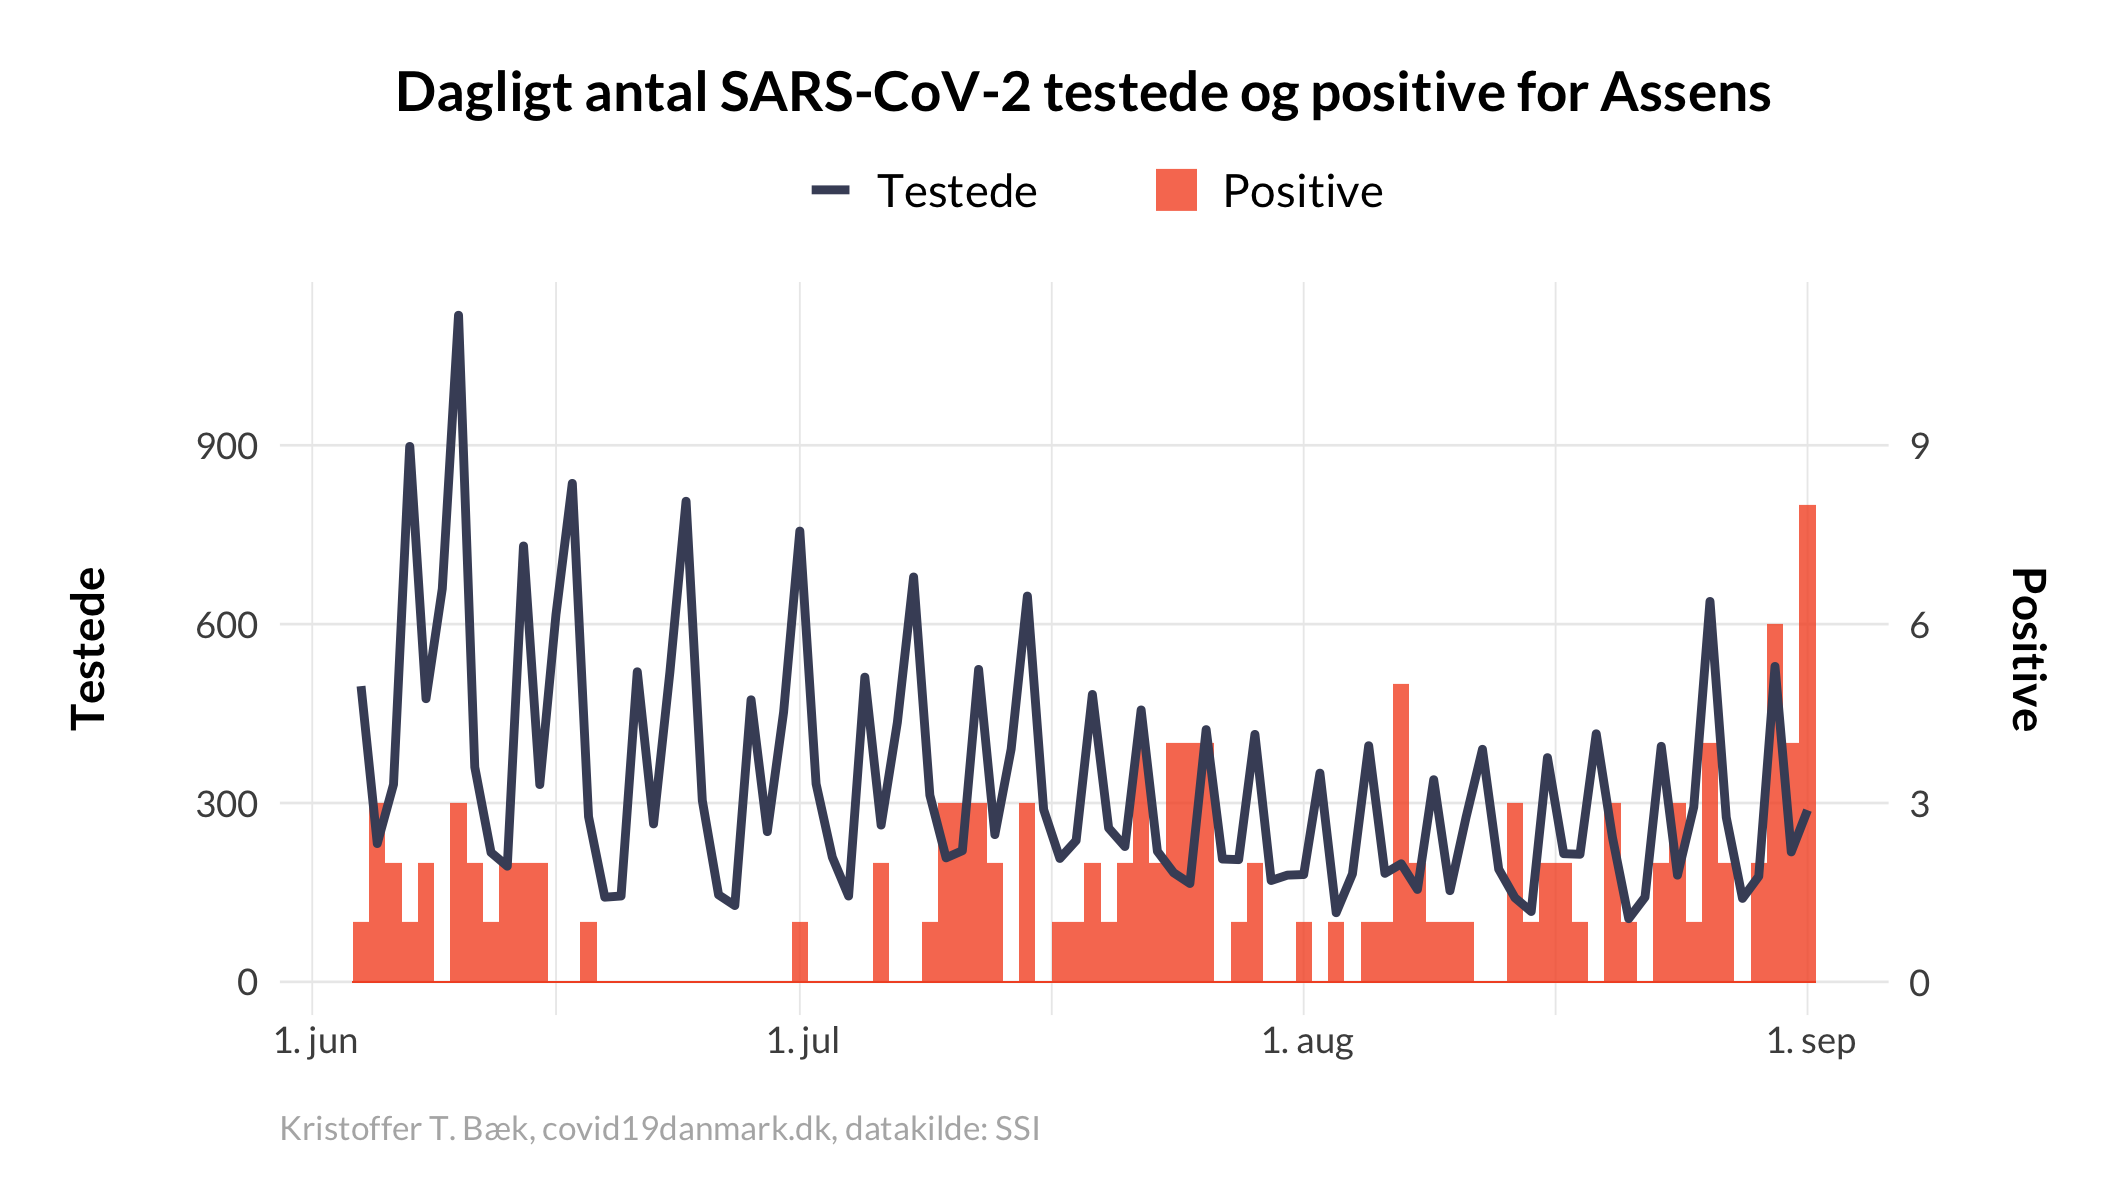 Dagligt antal SARS-CoV-2 testede og positive for Assens
Testede
Positive
Testede
900
600
300
0
9
6
3
0
Positive
1. jun
1. jul
1. aug
1. sep
Kristoffer T. Bæk, covid19danmark.dk, datakilde: SSI